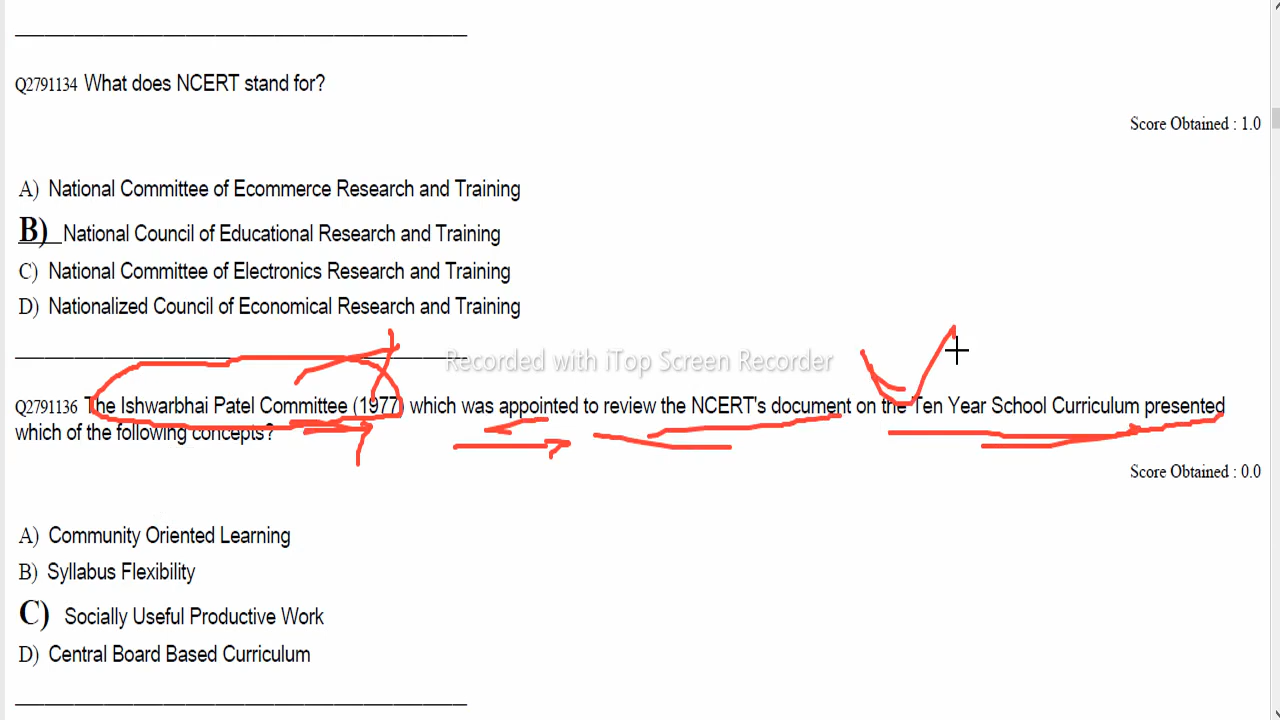 Q2791134 What does NCERT stand for?
Score Obtained : 1.0
A) National Committee of Ecommerce Research and Training
B) National Council of Educational Research and Training
C) National Committee of Electronics Research and Training
D) Nationalized Council of Economical Research and Training
Recorded with iTop Screen Recorder
Q2791136 The Ishwarbhai Patel Committee (1977) which was appointed to review the NCERT's document on the Ten Year School Curriculum presented
which of the following concepts?
Score Obtained : 0.0
A) Community Oriented Learning
B) Syllabus Flexibility
C) Socially Useful Productive Work
D) Central Board Based Curriculum